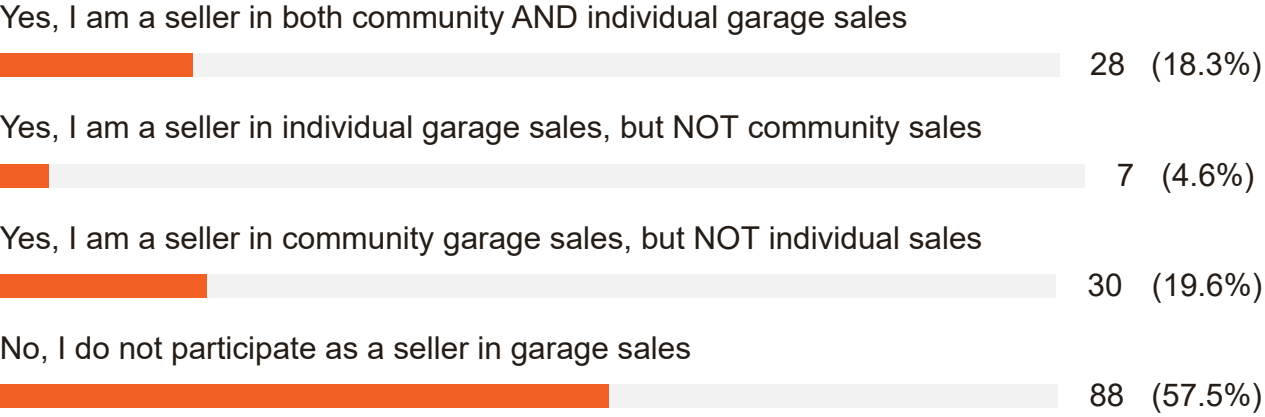 Yes, I am a seller in both community AND individual garage sales
28 (18.3%)
Yes, I am a seller in individual garage sales, but NOT community sales
7 (4.6%)
Yes, I am a seller in community garage sales, but NOT individual sales
30 (19.6%)
No, I do not participate as a seller in garage sales
88 (57.5%)